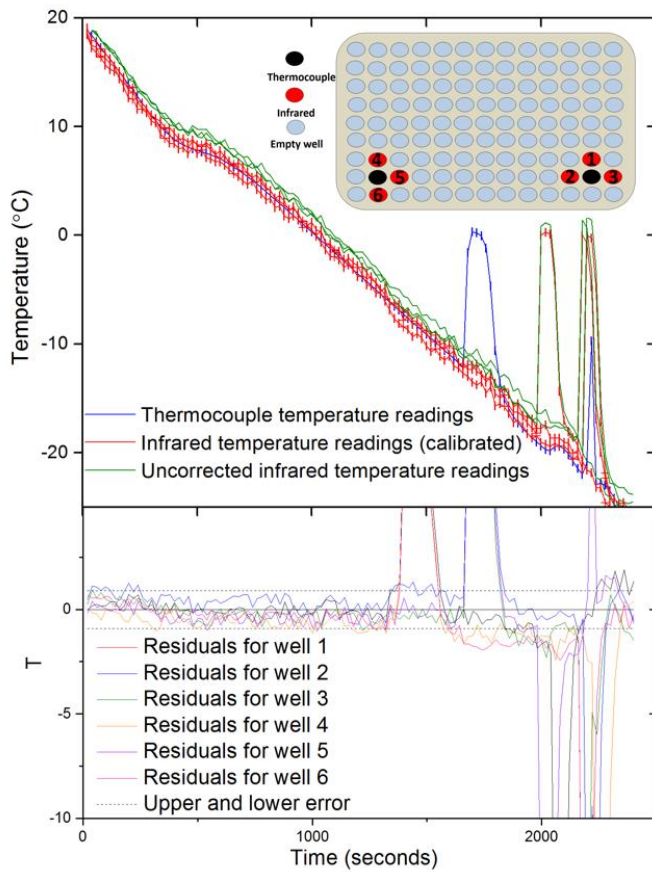 20
10
0
-10
-20
Temperature (°C)
Thermocouple
Infrared
Empty well
4
1
5
2
3
6
Thermocouple temperature readings
Infrared temperature readings (calibrated)
Uncorrected infrared temperature readings
0
-5
-10
T
Residuals for well 1
Residuals for well 2
Residuals for well 3
Residuals for well 4
Residuals for well 5
Residuals for well 6
Upper and lower error
0
1000
2000
Time (seconds)